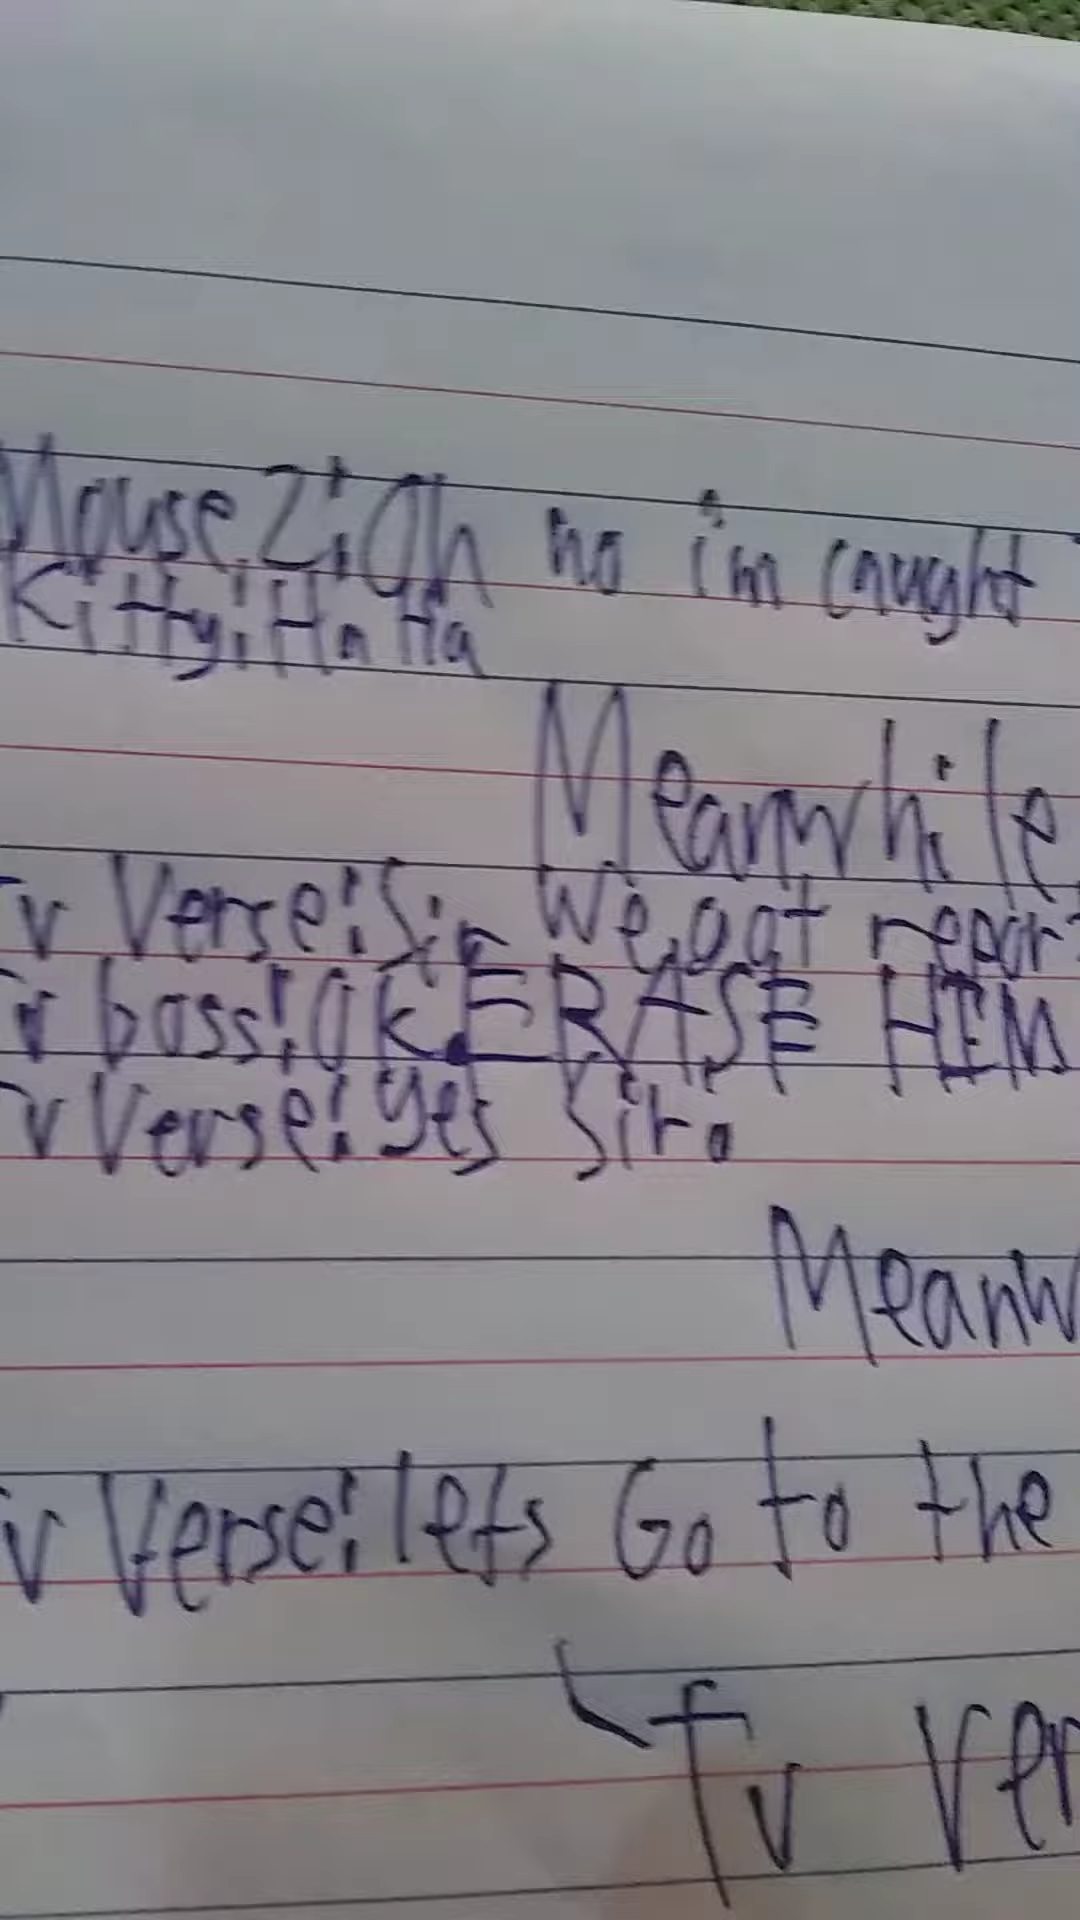 Mouse 2: Oh no i'm caught
Kitty: Ha Ha
Meanwhile
Tv Verse: Sir We got repor
Tv boss: Ok. ERASE HIM
Tv Verse: yes sir.
Meanw
Tv Verse: lets Go to the
Tv Ver